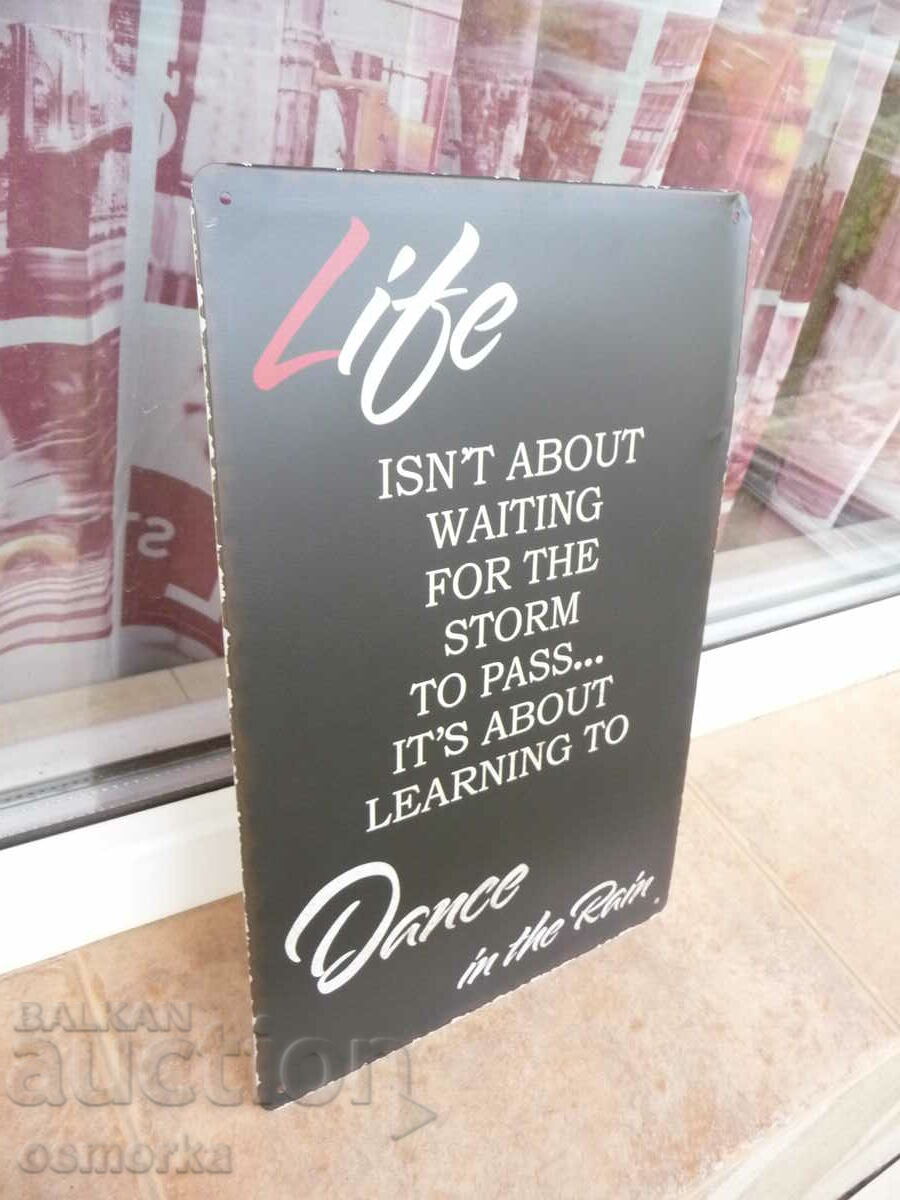 Life
ISN'T ABOUT
WAITING
FOR THE
STORM
TO PASS...
IT'S ABOUT
LEARNING TO
Dance
in the Rain
BALKAN
auction
osmorka